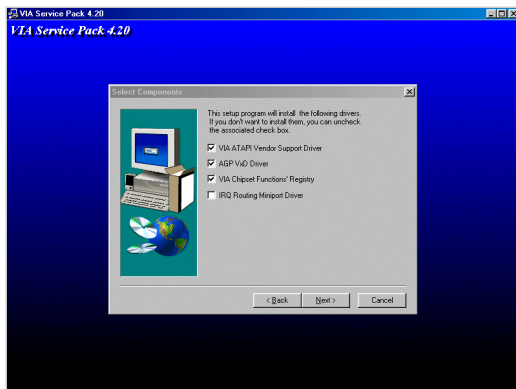 VIA Service Pack 4.20
VIA Service Pack 4.20
Select Components
This setup program will install the following drivers.
If you don't want to install them, you can uncheck
the associated check box.
VIA ATAPI Vendor Support Driver
AGP VxD Driver
VIA Chipset Functions' Registry
IRQ Routing Miniport Driver
< Back Next > Cancel